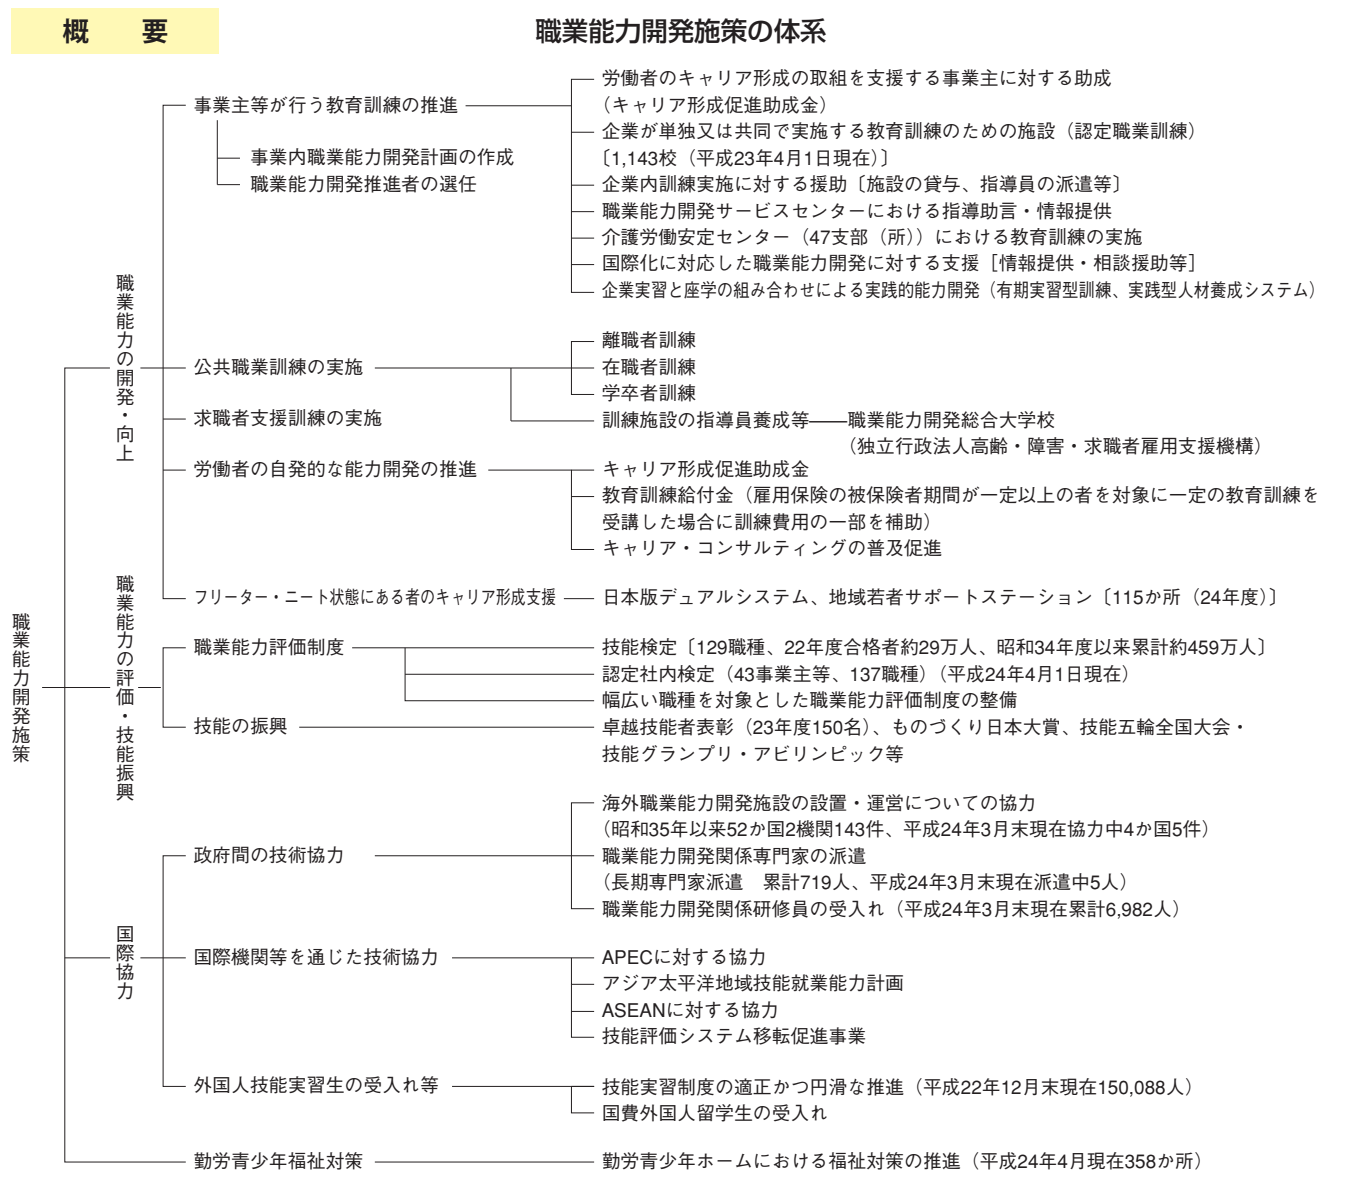 概　要
職業能力開発施策の体系
職業能力開発施策
職業能力の開発・向上
事業主等が行う教育訓練の推進
事業内職業能力開発計画の作成
職業能力開発推進者の選任
労働者のキャリア形成の取組を支援する事業主に対する助成
（キャリア形成促進助成金）
企業が単独又は共同で実施する教育訓練のための施設（認定職業訓練）
〔1,143校（平成23年4月1日現在）〕
企業内訓練実施に対する援助〔施設の貸与、指導員の派遣等〕
職業能力開発サービスセンターにおける指導助言・情報提供
介護労働安定センター（47支部（所））における教育訓練の実施
国際化に対応した職業能力開発に対する支援［情報提供・相談援助等］
企業実習と座学の組み合わせによる実践的能力開発（有期実習型訓練、実践型人材養成システム）
公共職業訓練の実施
離職者訓練
在職者訓練
学卒者訓練
訓練施設の指導員養成等――職業能力開発総合大学校
（独立行政法人高齢・障害・求職者雇用支援機構）
求職者支援訓練の実施
労働者の自発的な能力開発の推進
キャリア形成促進助成金
教育訓練給付金（雇用保険の被保険者期間が一定以上の者を対象に一定の教育訓練を
受講した場合に訓練費用の一部を補助）
キャリア・コンサルティングの普及促進
フリーター・ニート状態にある者のキャリア形成支援
日本版デュアルシステム、地域若者サポートステーション〔115か所（24年度）〕
職業能力の評価・技能振興
職業能力評価制度
技能検定〔129職種、22年度合格者約29万人、昭和34年度以来累計約459万人〕
認定社内検定（43事業主等、137職種）（平成24年4月1日現在）
幅広い職種を対象とした職業能力評価制度の整備
技能の振興
卓越技能者表彰（23年度150名）、ものづくり日本大賞、技能五輪全国大会・
技能グランプリ・アビリンピック等
国際協力
政府間の技術協力
海外職業能力開発施設の設置・運営についての協力
（昭和35年以来52か国2機関143件、平成24年3月末現在協力中4か国5件）
職業能力開発関係専門家の派遣
（長期専門家派遣　累計719人、平成24年3月末現在派遣中5人）
職業能力開発関係研修員の受入れ（平成24年3月末現在累計6,982人）
国際機関等を通じた技術協力
APECに対する協力
アジア太平洋地域技能就業能力計画
ASEANに対する協力
技能評価システム移転促進事業
外国人技能実習生の受入れ等
技能実習制度の適正かつ円滑な推進（平成22年12月末現在150,088人）
国費外国人留学生の受入れ
勤労青少年福祉対策
勤労青少年ホームにおける福祉対策の推進（平成24年4月現在358か所）